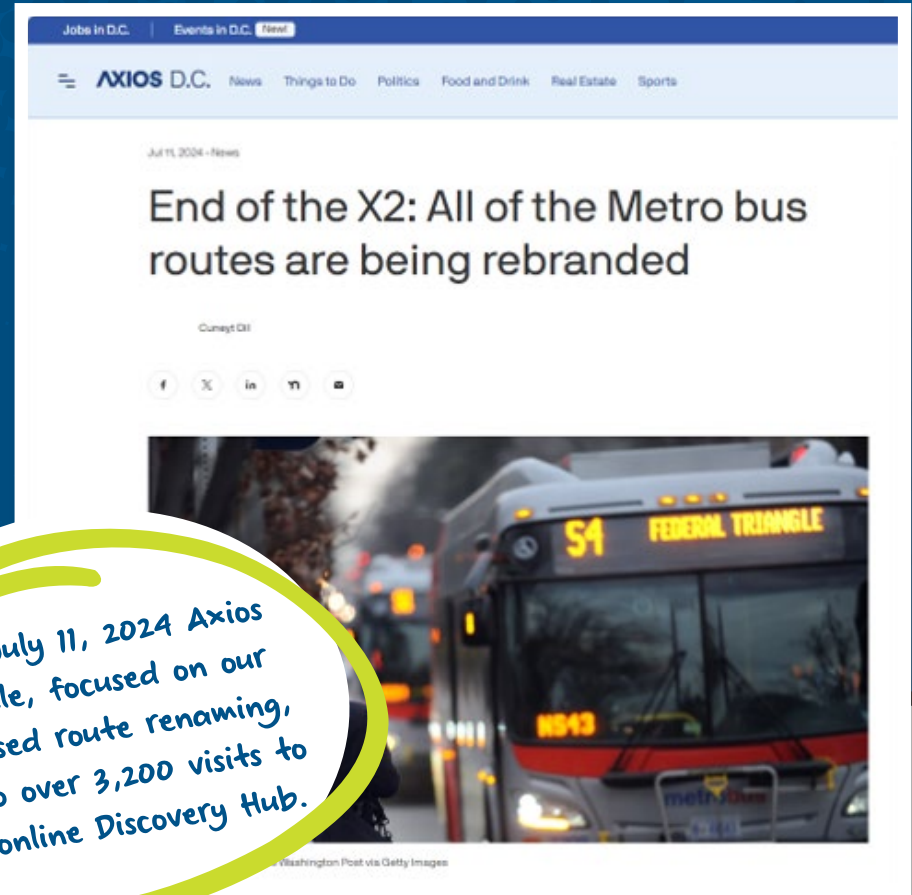 Jobs in D.C. | Events in D.C. New!
AXIOS D.C. News Things to Do Politics Food and Drink Real Estate Sports
Jul 11, 2024 - News
End of the X2: All of the Metro bus
routes are being rebranded
Cuneyt Dil
f X in n
S4 FEDERAL TRIANGLE
NS43
metrobus
uly 11, 2024 Axios
le, focused on our
sed route renaming,
o over 3,200 visits to
online Discovery Hub.
Washington Post via Getty Images